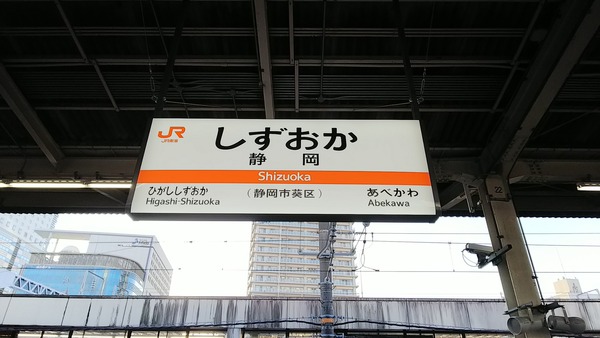 JR
JR東海
しずおか
静岡
Shizuoka
ひがししずおか
Higashi-Shizuoka
（静岡市葵区）
あべかわ
Abekawa
22